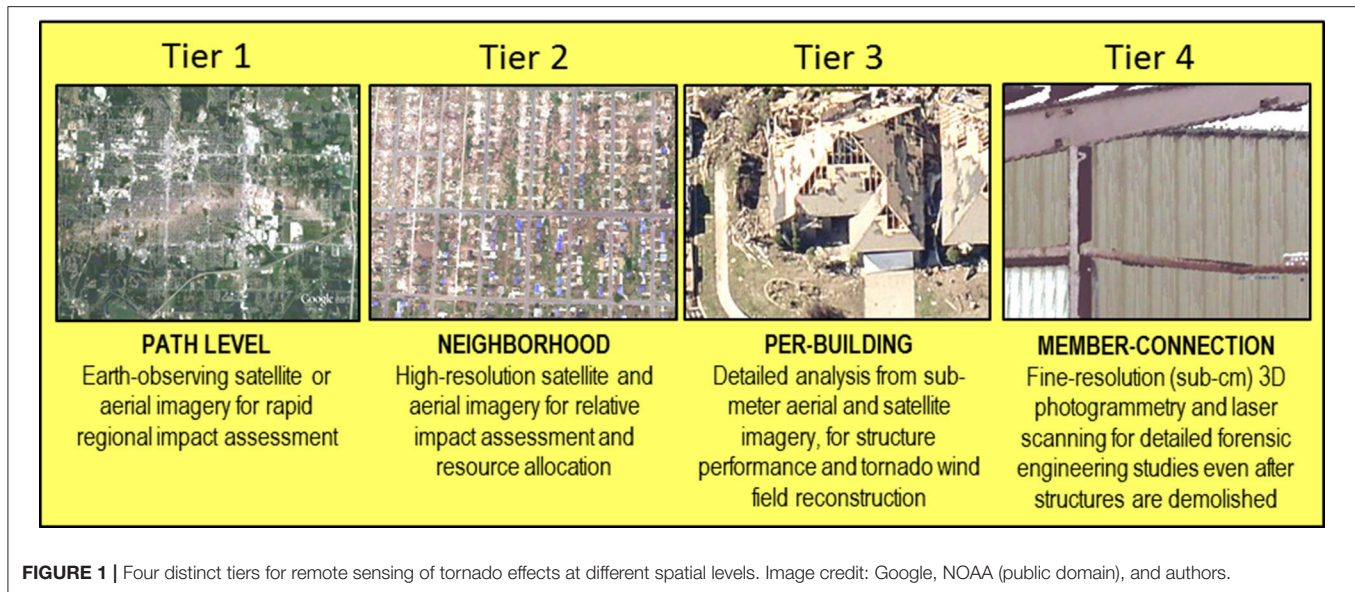 Tier 1
Tier 2
Tier 3
Tier 4
Google earth
PATH LEVEL
Earth-observing satellite or
aerial imagery for rapid
regional impact assessment
NEIGHBORHOOD
High-resolution satellite and
aerial imagery for relative
impact assessment and
resource allocation
PER-BUILDING
Detailed analysis from sub-
meter aerial and satellite
imagery, for structure
performance and tornado wind
field reconstruction
MEMBER-CONNECTION
Fine-resolution (sub-cm) 3D
photogrammetry and laser
scanning for detailed forensic
engineering studies even after
structures are demolished
FIGURE 1 | Four distinct tiers for remote sensing of tornado effects at different spatial levels. Image credit: Google, NOAA (public domain), and authors.